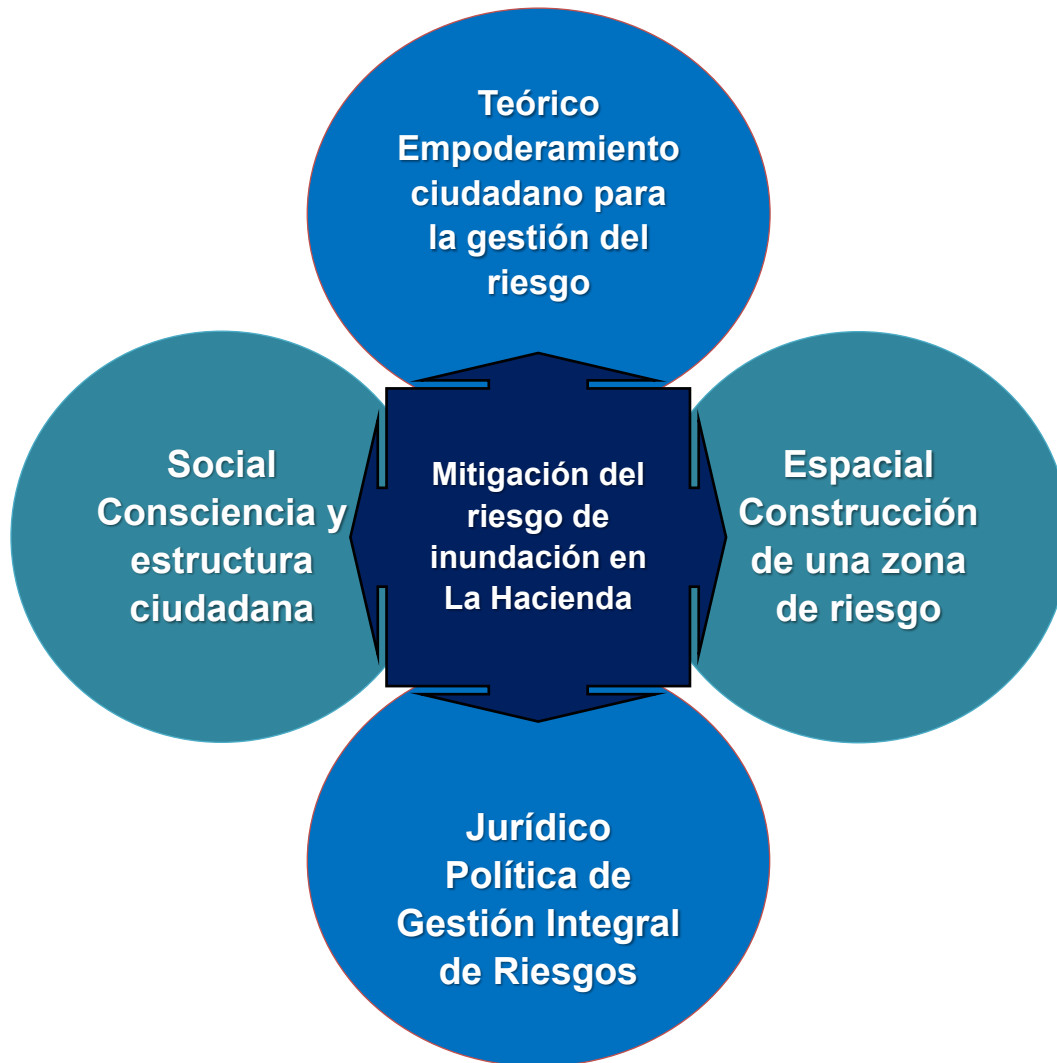 Teórico
Empoderamiento
ciudadano para
la gestión del
riesgo
Social
Consciencia y
estructura
ciudadana
Mitigación del
riesgo de
inundación en
La Hacienda
Espacial
Construcción
de una zona
de riesgo
Jurídico
Política de
Gestión Integral
de Riesgos